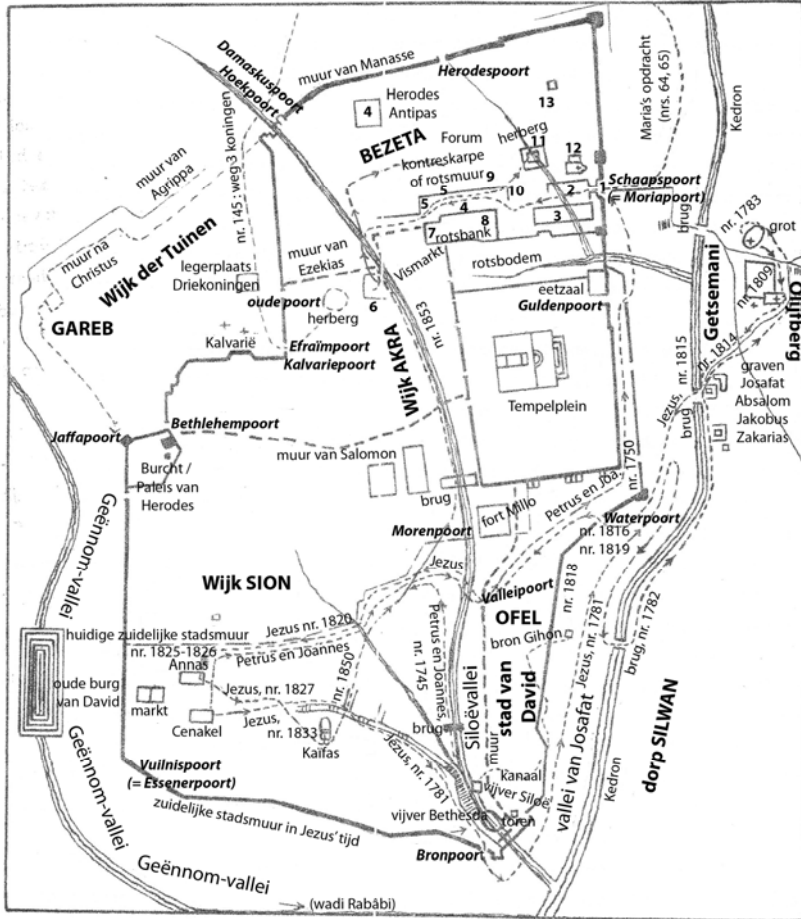 Damaskuspoort
Hoekpoort
muur van Manasse
Herodespoort
Maria's opdracht
(nrs. 64, 65)
Kedron
4
Herodes
Antipas
13
BEZETA
Forum
herberg
11
12
kontreskarpe
of rotsmuur
9
5
5
4
10
2
1
Schaapspoort
(= Moriapoort)
3
7
8
rotsbank
brug
nr. 1783
grot
muur van
Agrippa
nr. 145 : weg 3 koningen
muur na
Christus
Wijk der Tuinen
muur van
Ezekias
Vismarkt
rotsbodem
nr. 1809
Olijfberg
Getsemani
legerplaats
Driekoningen
GAREB
oude poort
herberg
6
eetzaal
Guldenpoort
nr. 1853
Kalvarië
Efraïmpoort
Kalvariepoort
Wijk AKRA
nr. 1814
Jezus, nr. 1815
graven
Josafat
Absalom
Jakobus
Zakarias
brug
Tempelplein
Jaffapoort
Bethlehempoort
muur van Salomon
Burcht /
Paleis van
Herodes
nr. 1750
Petrus en Joa.
brug
fort Millo
Morenpoort
Waterpoort
nr. 1816
nr. 1819
Geënnom-vallei
Wijk SION
Jezus
Valleipoort
OFEL
nr. 1818
bron Gihon
huidige zuidelijke stadsmuur
Jezus nr. 1820
nr. 1825-1826
Petrus en Joannes
Annas
Petrus en Joannes,
nr. 1745
nr. 1850
Jezus, nr. 1781
brug, nr. 1782
oude burg
van David
markt
Jezus, nr. 1827
Cenakel
Jezus,
nr. 1833
Kaïfas
brug
Siloëvallei
stad van
David
muur
vallei van Josafat
dorp SILWAN
Kedron
Jezus, nr. 1781
Geënnom-vallei
Vuilnispoort
(= Essenerpoort)
kanaal
vijver Siloë
zuidelijke stadsmuur in Jezus' tijd
vijver Bethesda
toren
Bronpoort
Geënnom-vallei
(wadi Rabâbi)